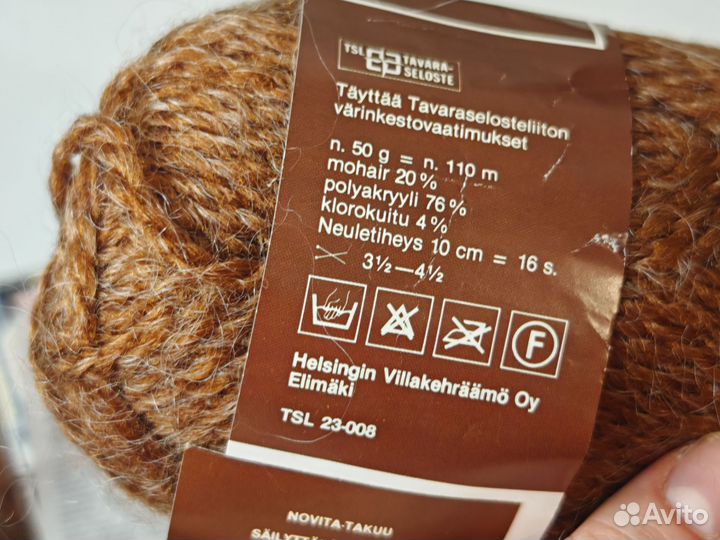 TSL TAVARA-
SELOSTE
Täyttää Tavaraselosteliiton
värinkestovaatimukset
n. 50 g = n. 110 m
mohair 20 %
polyakryyli 76 %
klorokuitu 4 %
Neuletiheys 10 cm = 16 s.
3½—4½
F
Helsingin Villakehräämö Oy
Elimäki
TSL 23-008
NOVITA-TAKUU
Avito